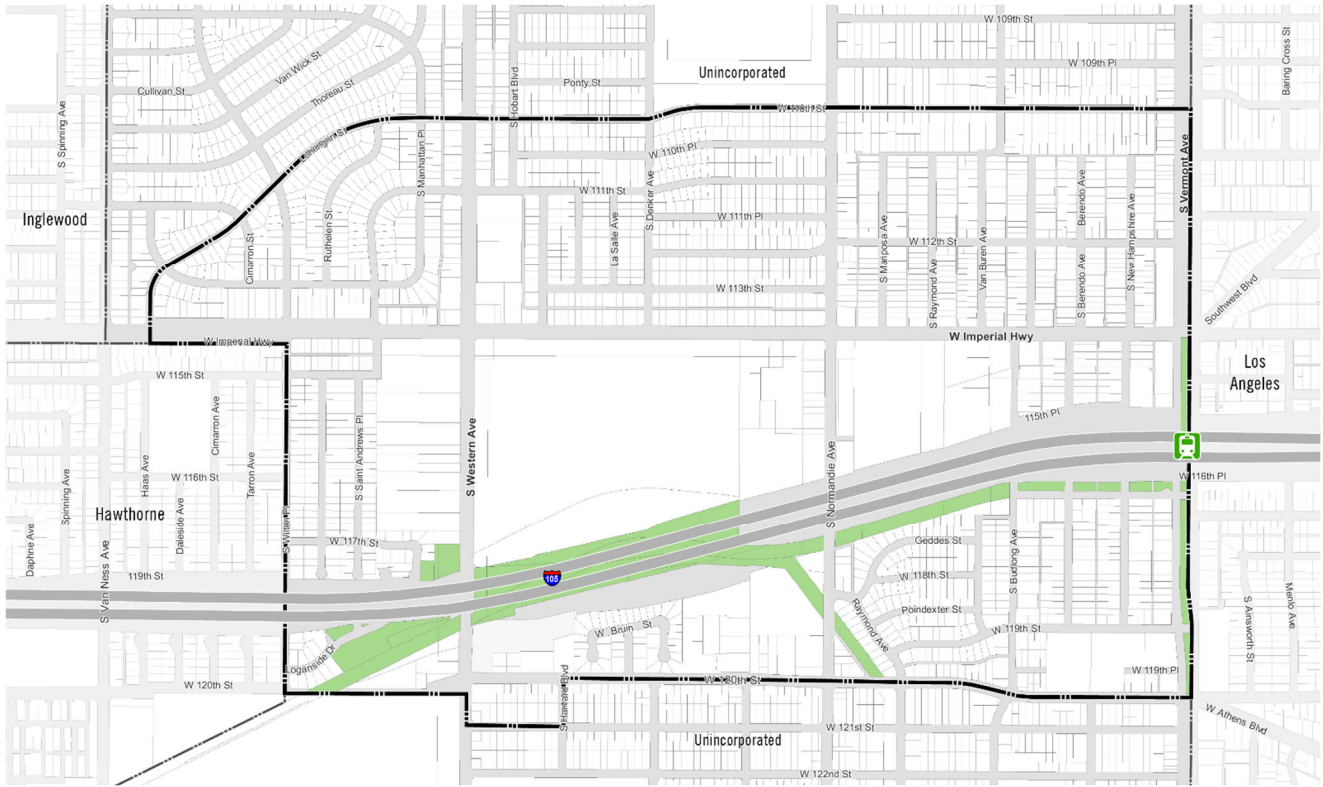 W 109th St
Baring Cross St
Van Wick St
Unincorporated
W 109th Pl
S Hobart Blvd
Ponty St
Cullivan St
Thoreau St
S Spinning Ave
W 110th St
Lohengrin St
S Manhattan Pl
W 110th Pl
S Vermont Ave
S Denker Ave
W 111th St
Berendo Ave
S New Hampshire Ave
Inglewood
Ruthelen St
La Salle Ave
W 111th Pl
S Mariposa Ave
W 112th St
Van Buren Ave
Cimarron St
S Raymond Ave
S Berendo Ave
W 113th St
Southwest Blvd
W Imperial Hwy
W Imperial Hwy
Los
Angeles
W 115th St
Cimarron Ave
S Saint Andrews Pl
S Western Ave
115th Pl
S Normandie Ave
Haas Ave
W 116th St
Tarron Ave
W 116th Pl
Spinning Ave
Hawthorne
Daleside Ave
Daphne Ave
S Van Ness Ave
S Wilton Pl
W 117th St
Geddes St
S Budlong Ave
119th St
105
W 118th St
Menlo Ave
S Ainsworth St
Raymond Ave
Poindexter St
W Bruin St
W 119th St
Loganside Dr
W 119th Pl
W 120th St
W 120th St
W Athens Blvd
W 121st St
Unincorporated
W 122nd St